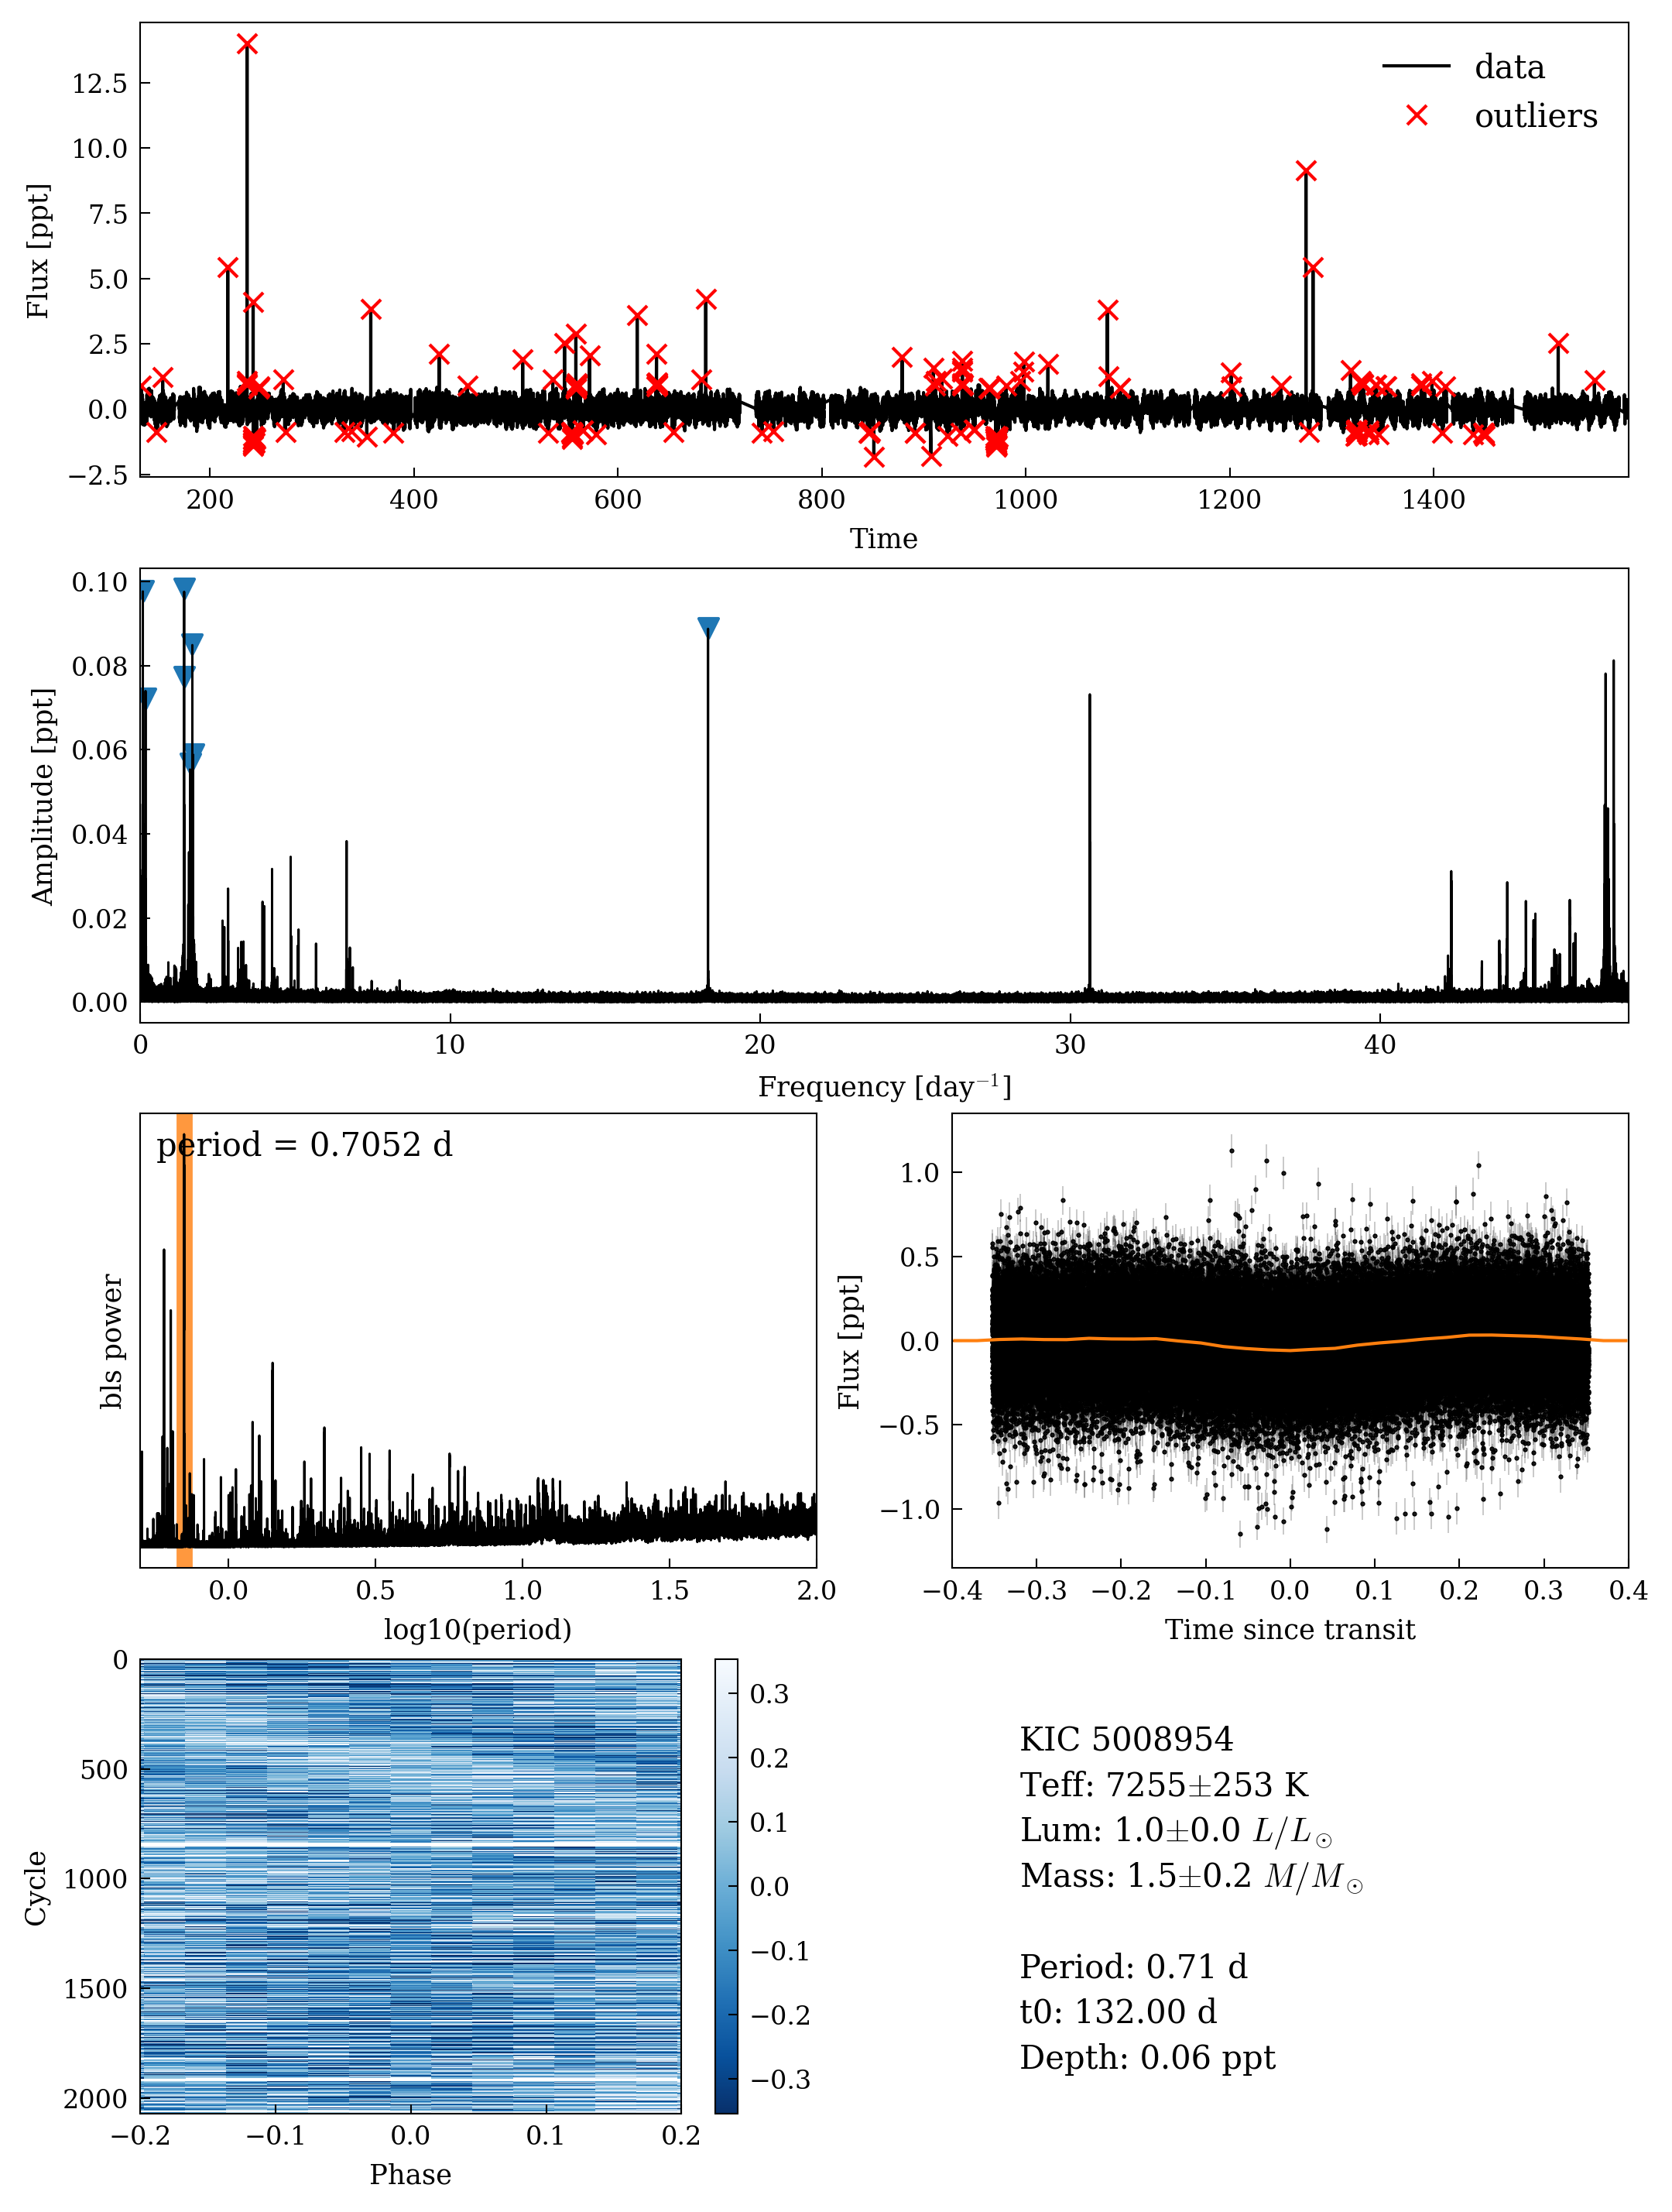 data
outliers
12.5
10.0
7.5
5.0
2.5
0.0
−2.5
Flux [ppt]
200 400 600 800 1000 1200 1400
Time
0.10
0.08
0.06
0.04
0.02
0.00
Amplitude [ppt]
0 10 20 30 40
Frequency [day⁻¹]
period = 0.7052 d
bls power
0.0 0.5 1.0 1.5 2.0
log10(period)
1.0
0.5
0.0
−0.5
−1.0
Flux [ppt]
−0.4 −0.3 −0.2 −0.1 0.0 0.1 0.2 0.3 0.4
Time since transit
0
500
1000
1500
2000
Cycle
−0.2 −0.1 0.0 0.1 0.2
Phase
0.3
0.2
0.1
0.0
−0.1
−0.2
−0.3
KIC 5008954
Teff: 7255±253 K
Lum: 1.0±0.0 L/L⊙
Mass: 1.5±0.2 M/M⊙
Period: 0.71 d
t0: 132.00 d
Depth: 0.06 ppt